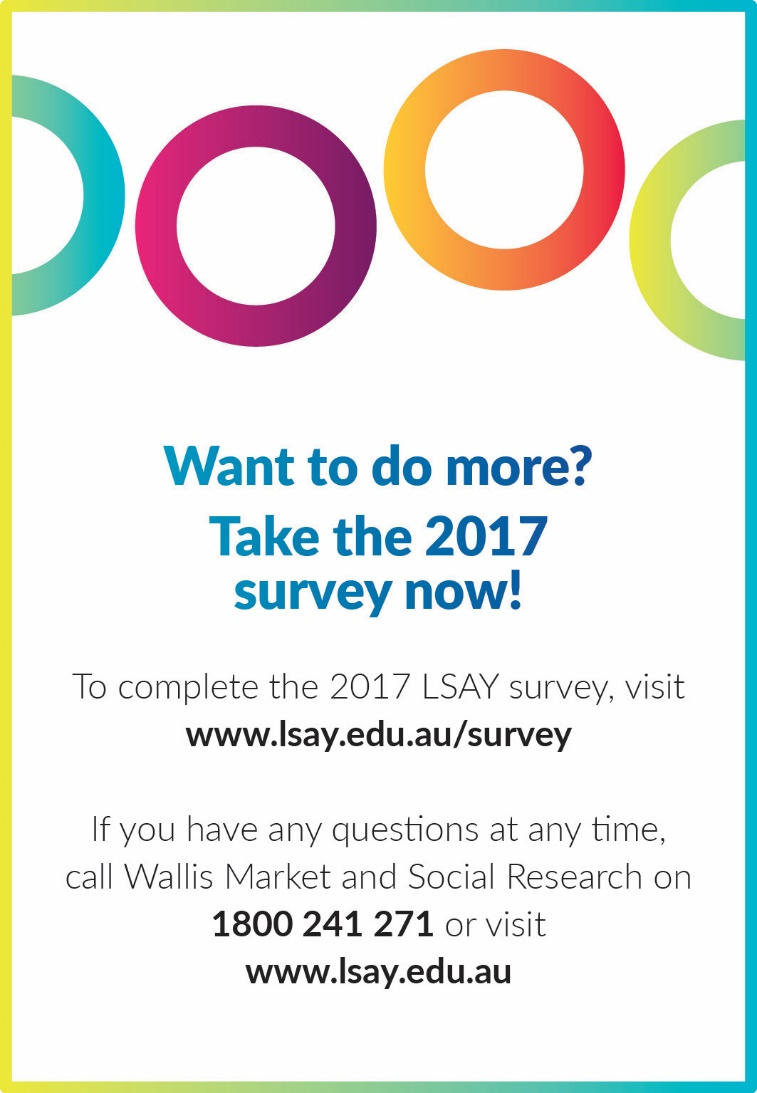 Want to do more?
Take the 2017
survey now!
To complete the 2017 LSAY survey, visit
www.lsay.edu.au/survey
If you have any questions at any time,
call Wallis Market and Social Research on
1800 241 271 or visit
www.lsay.edu.au